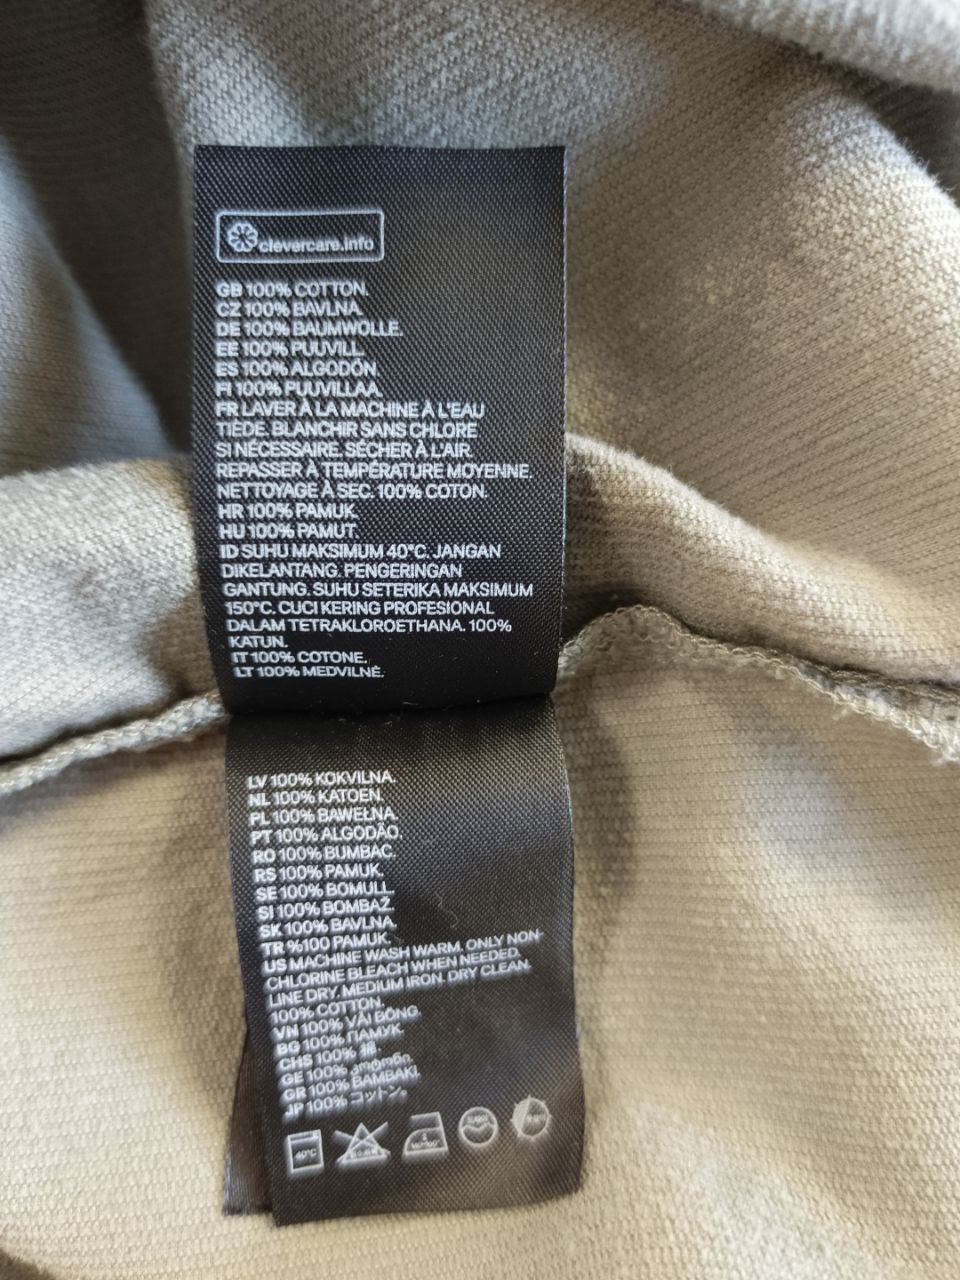 clevercare.info
GB 100% COTTON.
CZ 100% BAVLNA.
DE 100% BAUMWOLLE.
EE 100% PUUVILL.
ES 100% ALGODÓN.
FI 100% PUUVILLAA.
FR LAVER À LA MACHINE À L'EAU
TIÈDE. BLANCHIR SANS CHLORE
SI NÉCESSAIRE. SÉCHER À L'AIR.
REPASSER À TEMPÉRATURE MOYENNE.
NETTOYAGE À SEC. 100% COTON.
HR 100% PAMUK.
HU 100% PAMUT.
ID SUHU MAKSIMUM 40°C. JANGAN
DIKELANTANG. PENGERINGAN
GANTUNG. SUHU SETERIKA MAKSIMUM
150°C. CUCI KERING PROFESIONAL
DALAM TETRAKLOROETHANA. 100%
KATUN.
IT 100% COTONE.
LT 100% MEDVILNĖ.
LV 100% KOKVILNA.
NL 100% KATOEN.
PL 100% BAWEŁNA.
PT 100% ALGODÃO.
RO 100% BUMBAC.
RS 100% PAMUK.
SE 100% BOMULL.
SI 100% BOMBAŽ.
SK 100% BAVLNA.
TR %100 PAMUK.
US MACHINE WASH WARM. ONLY NON-
CHLORINE BLEACH WHEN NEEDED.
LINE DRY. MEDIUM IRON. DRY CLEAN.
100% COTTON.
VN 100% VẢI BÔNG.
BG 100% ПАМУК.
CHS 100% 棉.
GE 100%
GR 100% BAMBAKI.
JP 100% コットン。
40°C